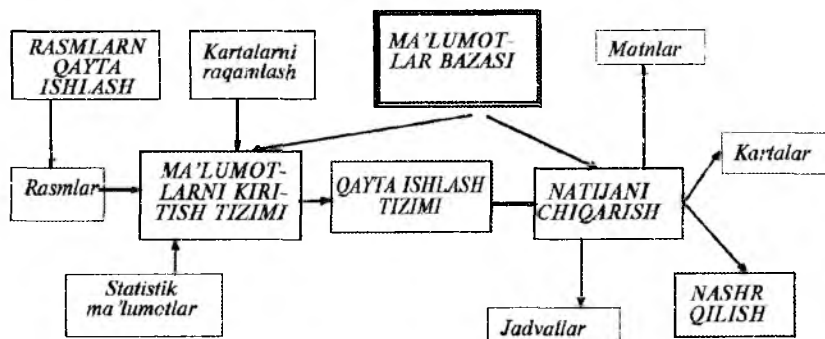 RASMLARN
QAYTA
ISHLASH
Kartalarni
raqamlash
MA'LUMOT-
LAR BAZASI
Matnlar
Rasmlar
MA'LUMOT-
LARNI KIRI-
TISH TIZIMI
QAYTA ISHLASH
TIZIMI
NATIJANI
CHIQARISH
Kartalar
Statistik
ma'lumotlar
Jadvallar
NASHR
QILISH